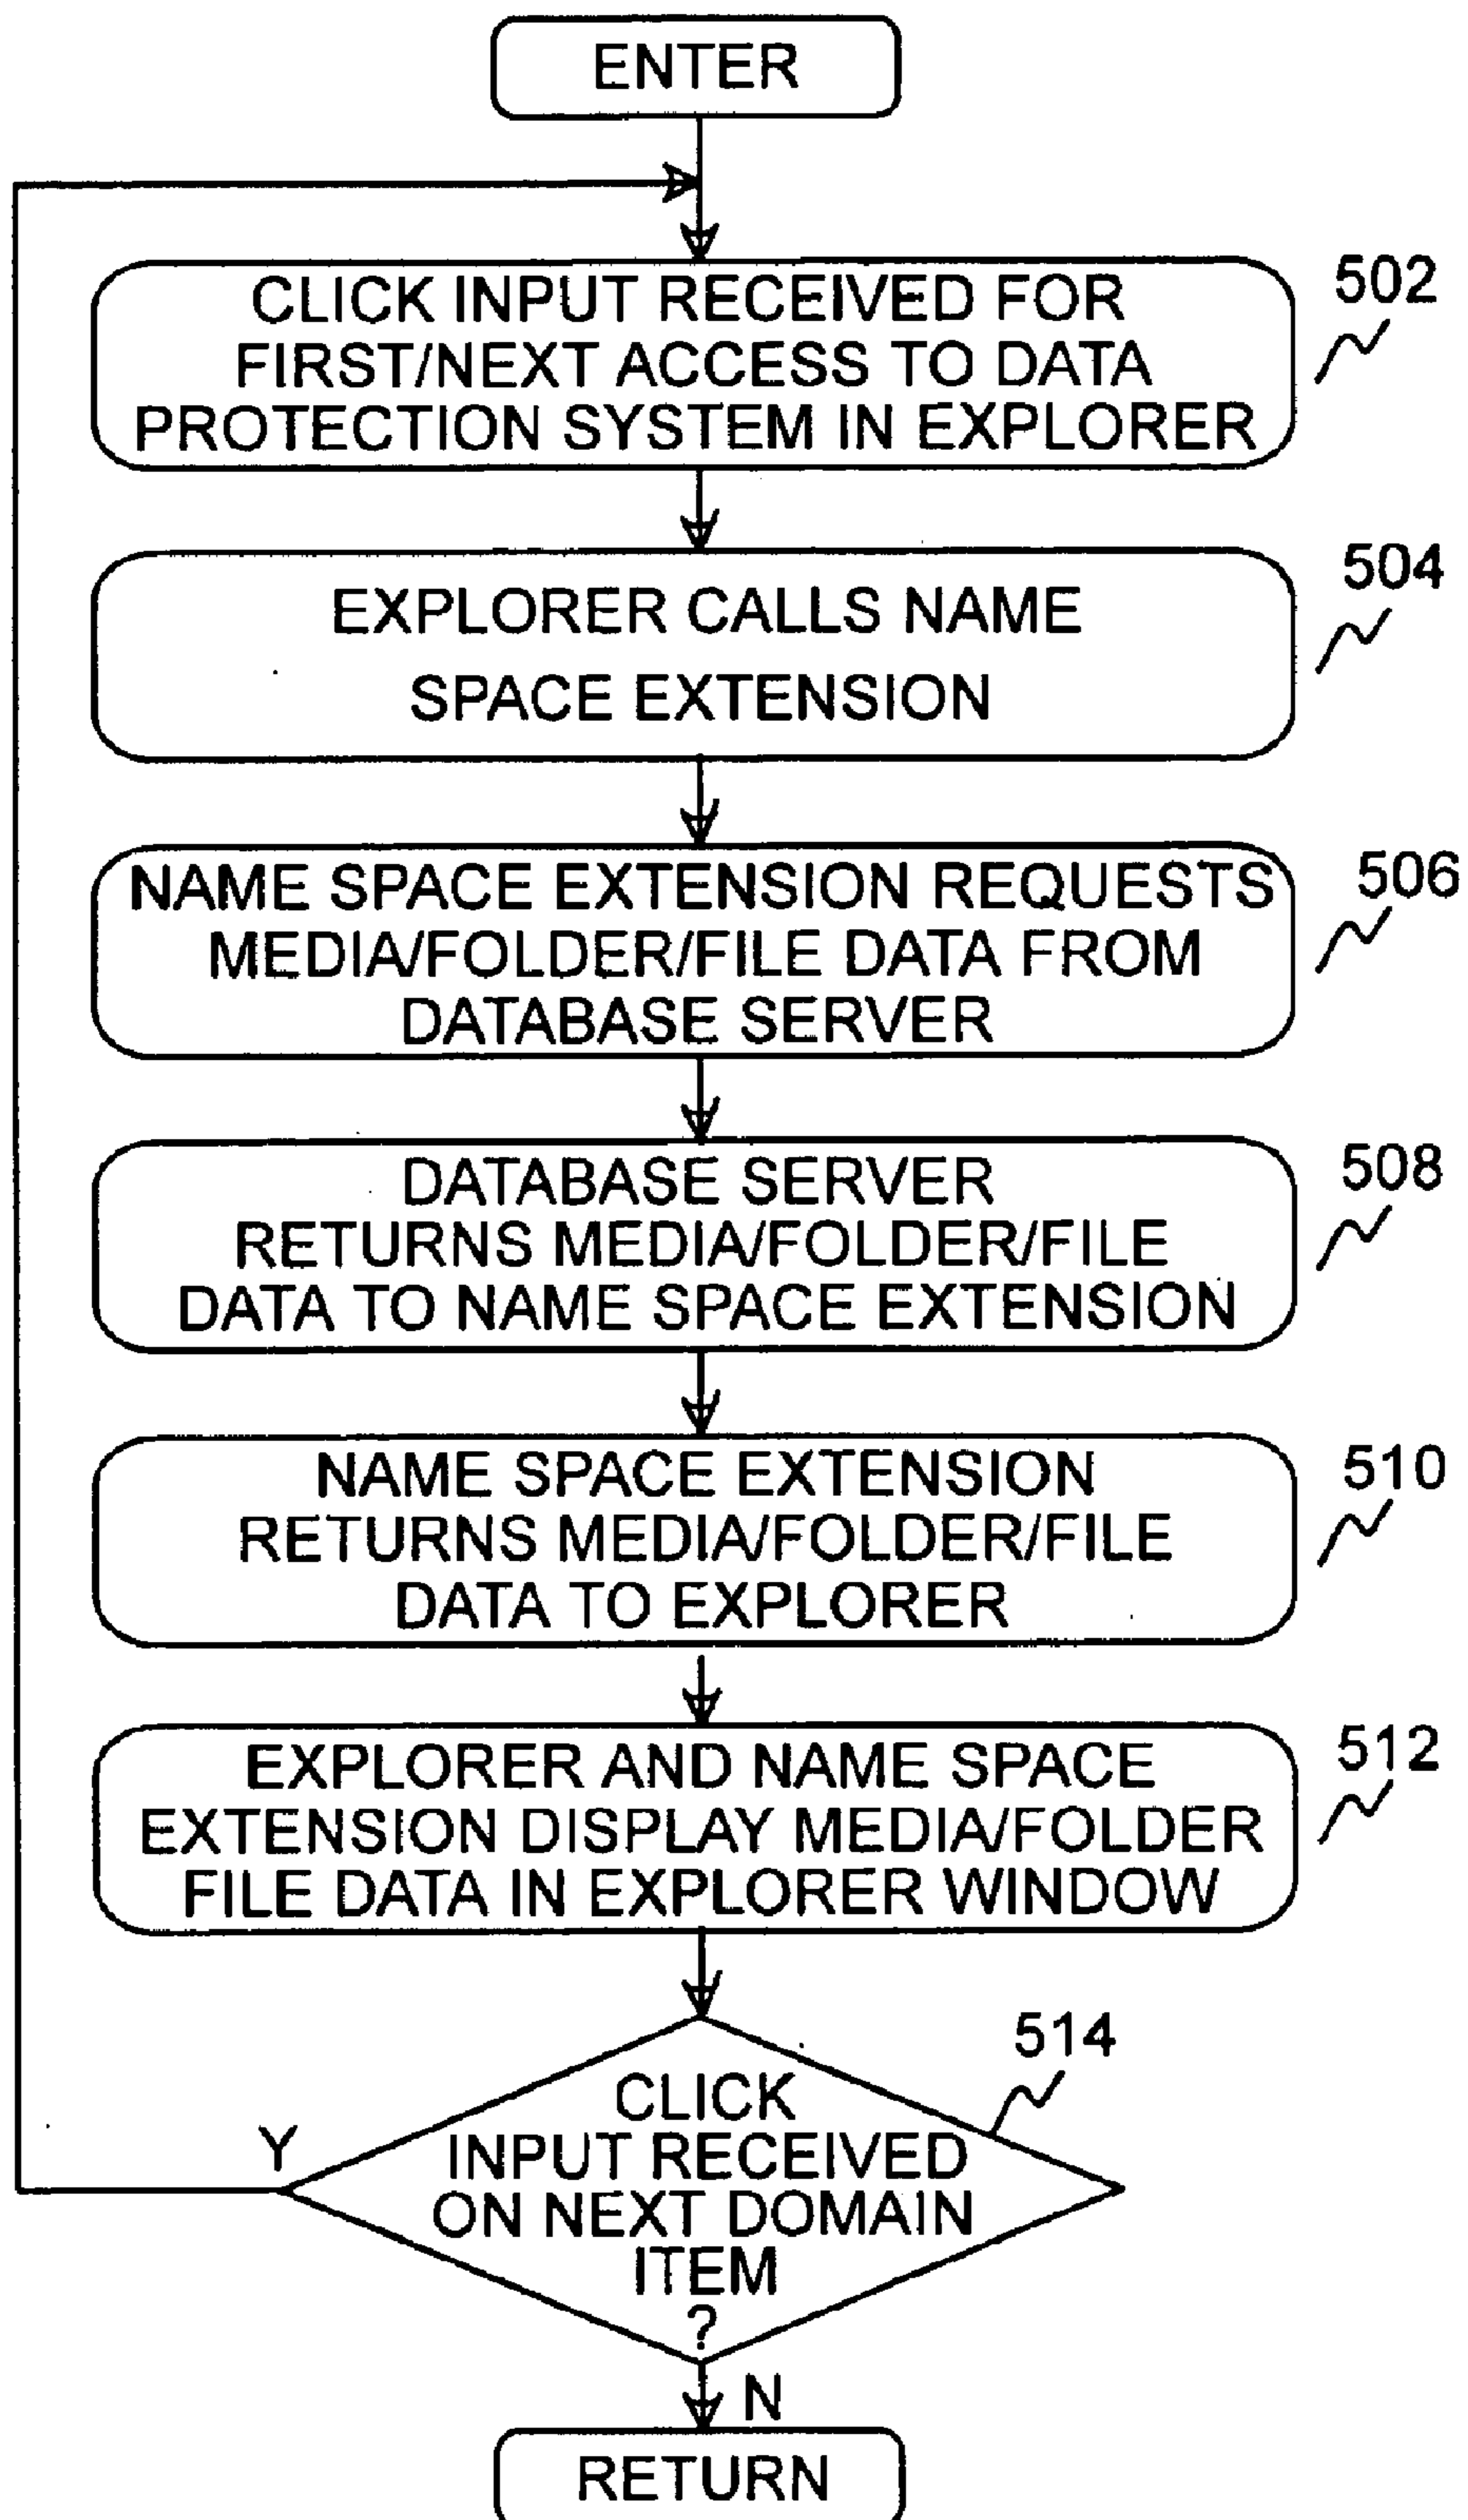 ENTER
CLICK INPUT RECEIVED FOR
FIRST/NEXT ACCESS TO DATA
PROTECTION SYSTEM IN EXPLORER
502
EXPLORER CALLS NAME
SPACE EXTENSION
504
NAME SPACE EXTENSION REQUESTS
MEDIA/FOLDER/FILE DATA FROM
DATABASE SERVER
506
DATABASE SERVER
RETURNS MEDIA/FOLDER/FILE
DATA TO NAME SPACE EXTENSION
508
NAME SPACE EXTENSION
RETURNS MEDIA/FOLDER/FILE
DATA TO EXPLORER
510
EXPLORER AND NAME SPACE
EXTENSION DISPLAY MEDIA/FOLDER
FILE DATA IN EXPLORER WINDOW
512
514
CLICK
INPUT RECEIVED
ON NEXT DOMAIN
ITEM
?
Y
N
RETURN